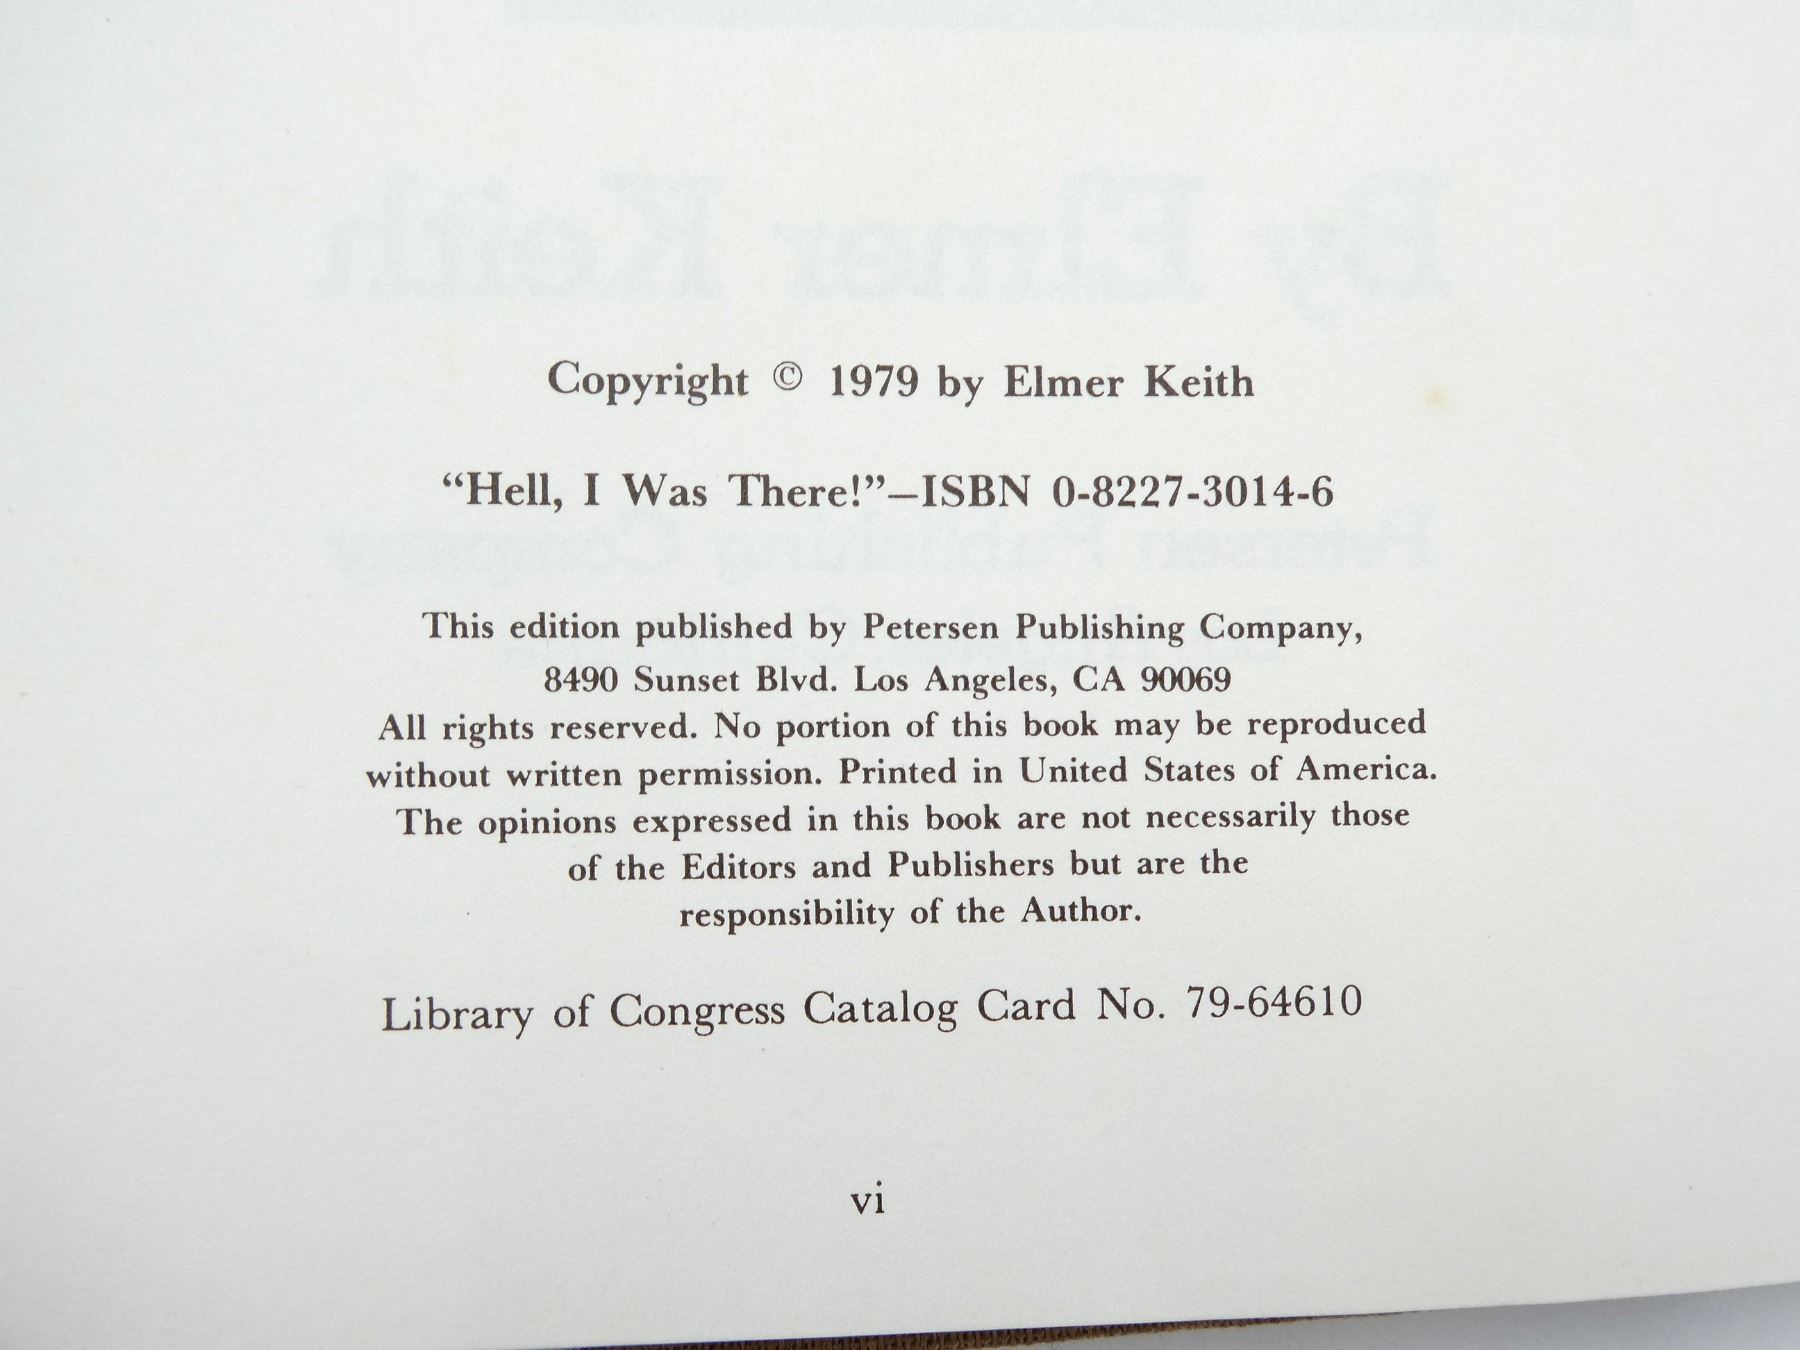 Copyright © 1979 by Elmer Keith
“Hell, I Was There!”—ISBN 0-8227-3014-6
This edition published by Petersen Publishing Company,
8490 Sunset Blvd. Los Angeles, CA 90069
All rights reserved. No portion of this book may be reproduced
without written permission. Printed in United States of America.
The opinions expressed in this book are not necessarily those
of the Editors and Publishers but are the
responsibility of the Author.
Library of Congress Catalog Card No. 79-64610
vi